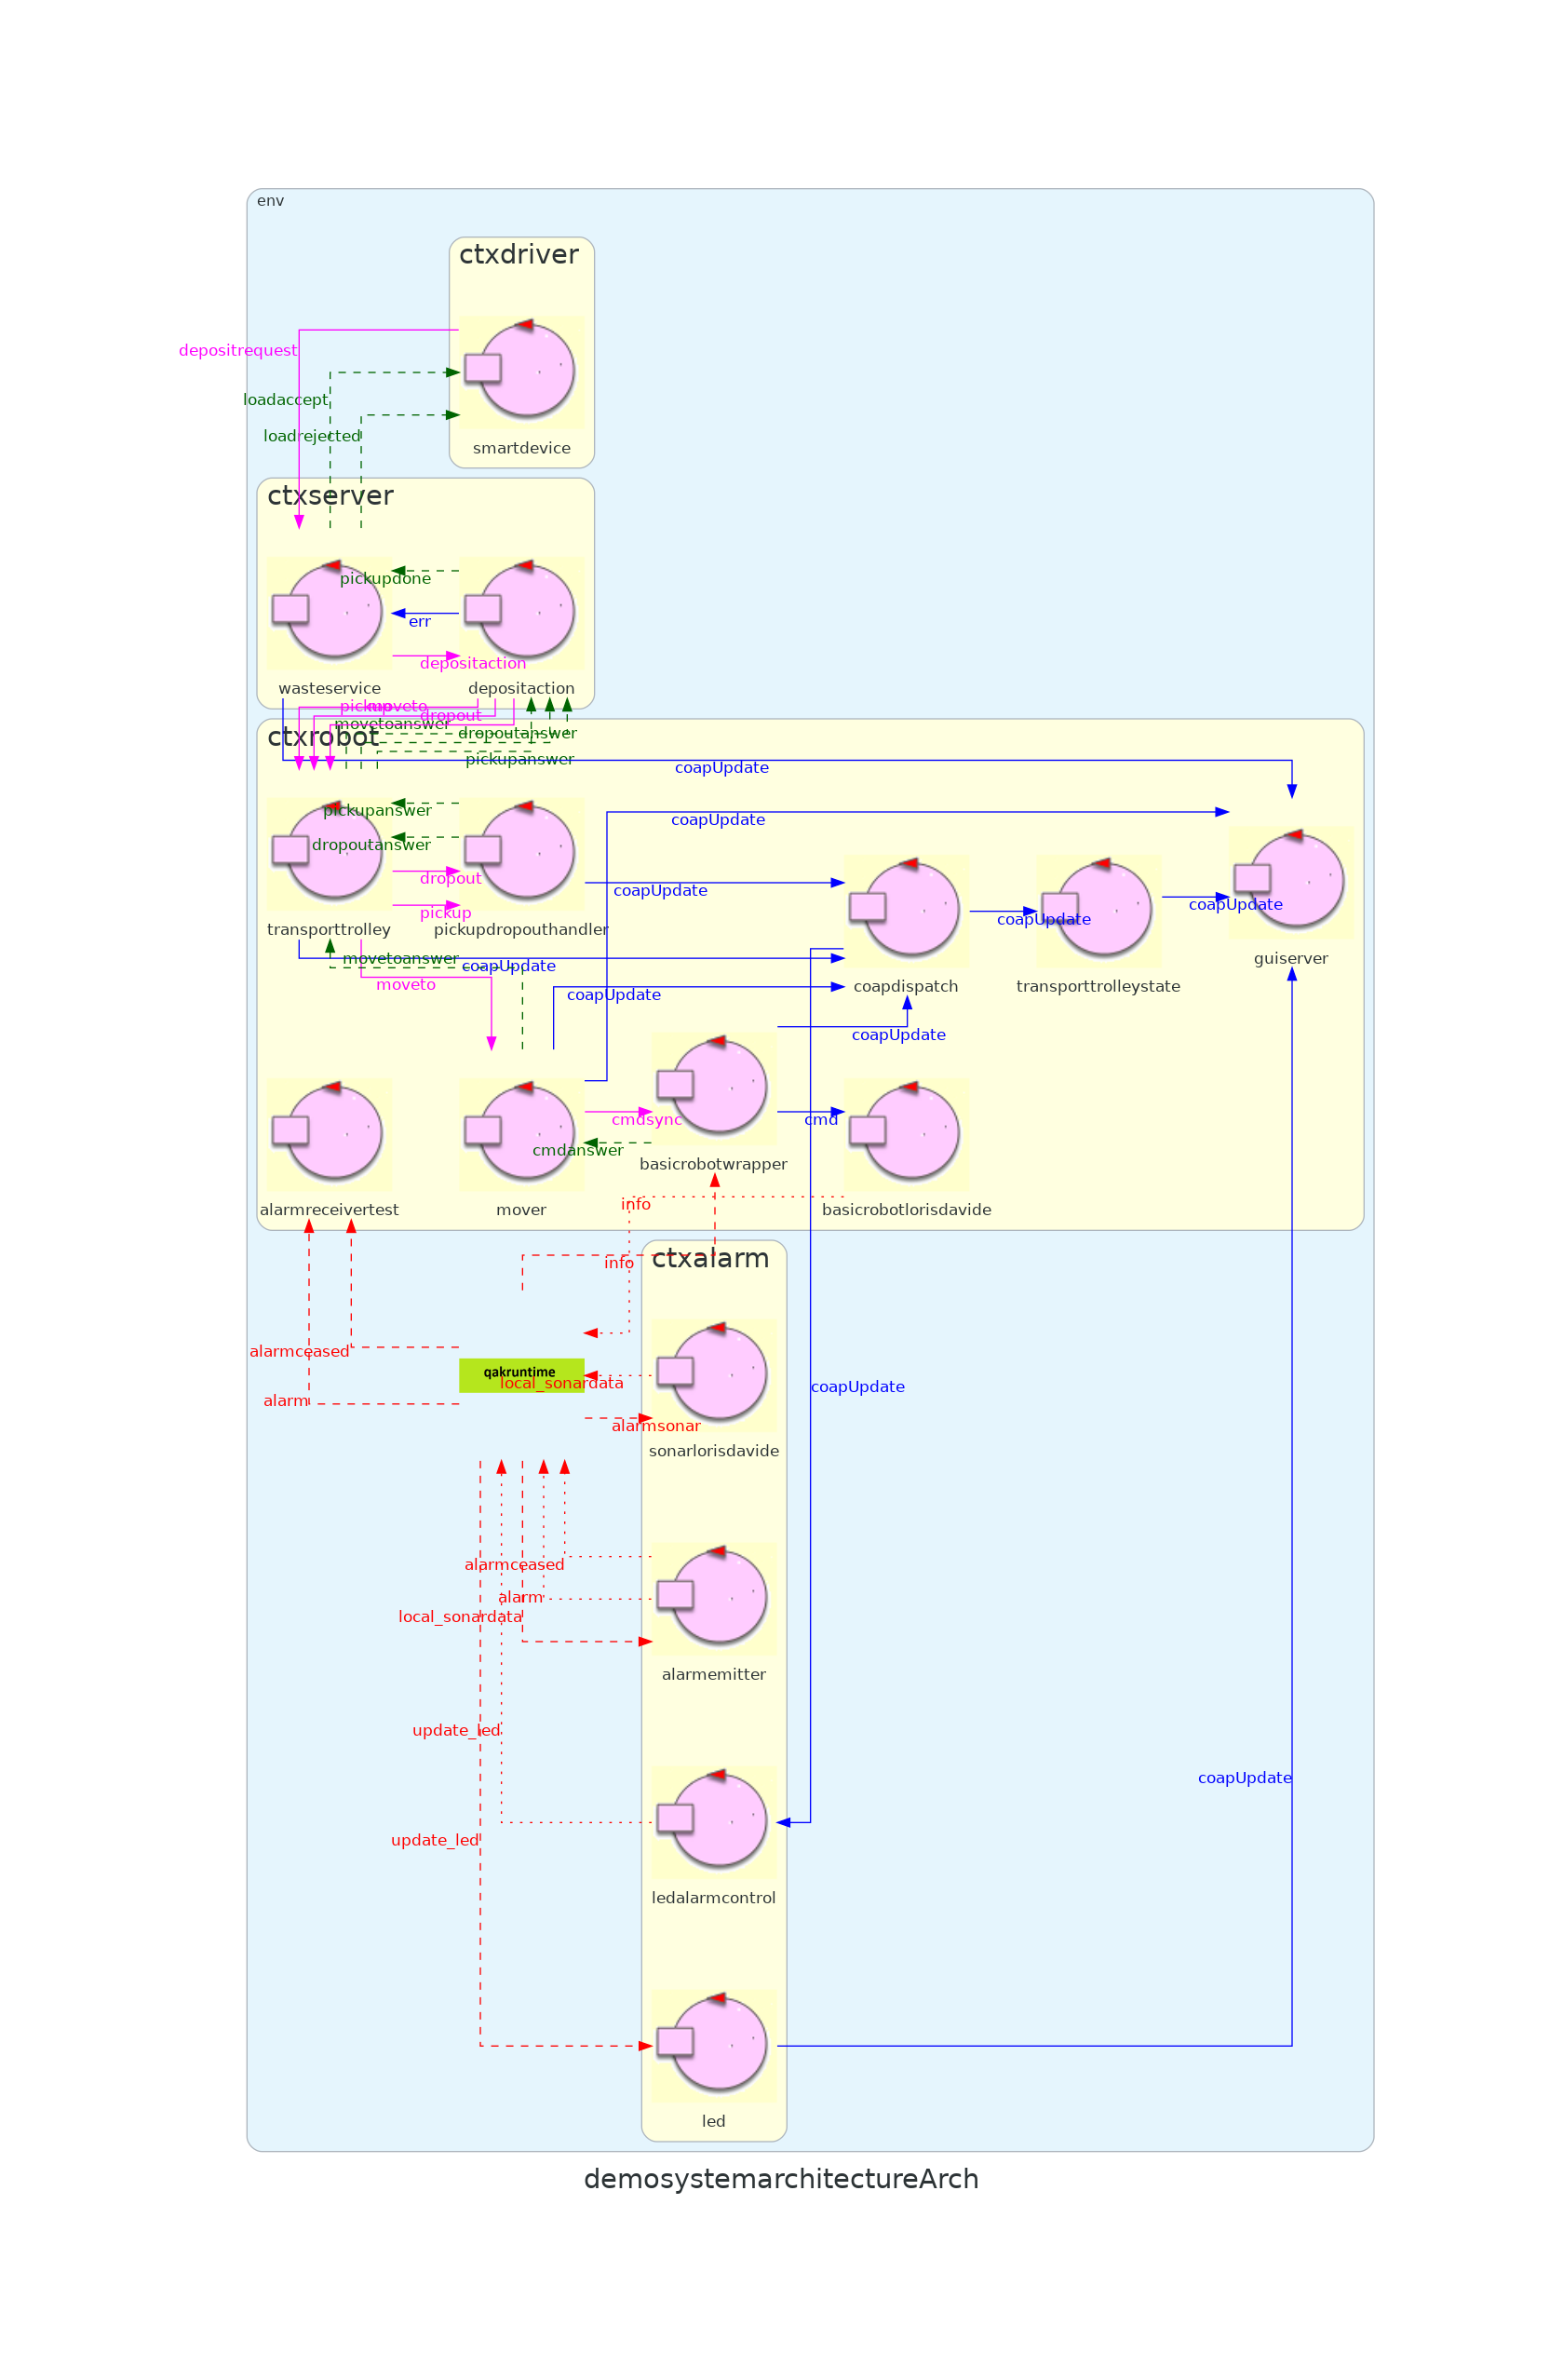 env
ctxdriver
depositrequest
loadaccept
loadrejected
smartdevice
ctxserver
pickupdone
err
depositaction
wasteservice
depositaction
pickup
moveto
dropout
movetoanswer
dropoutanswer
ctxrobot
pickupanswer
coapUpdate
pickupanswer
coapUpdate
dropoutanswer
dropout
coapUpdate
pickup
coapUpdate
coapUpdate
transporttrolley
pickupdropouthandler
movetoanswer
coapUpdate
guiserver
moveto
coapUpdate
coapdispatch
transporttrolleystate
coapUpdate
cmdsync
cmd
cmdanswer
basicrobotwrapper
info
alarmreceivertest
mover
basicrobotlorisdavide
info
ctxalarm
alarmceased
qakruntime
local_sonardata
coapUpdate
alarm
alarmsonar
sonarlorisdavide
alarmceased
alarm
local_sonardata
alarmemitter
update_led
coapUpdate
update_led
ledalarmcontrol
led
demosystemarchitectureArch